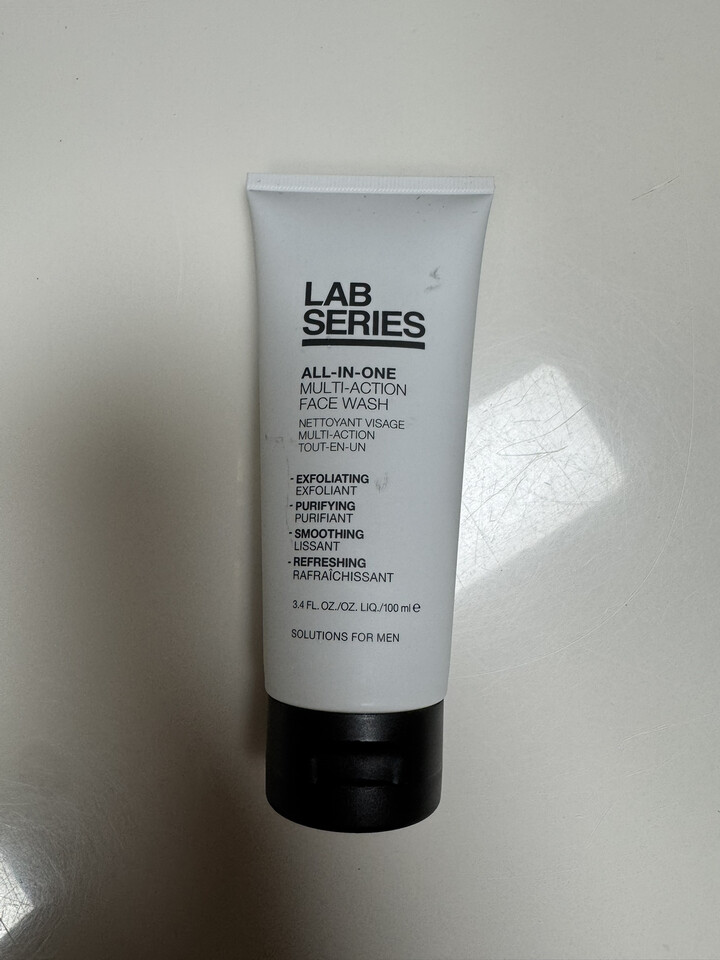 LAB
SERIES
ALL-IN-ONE
MULTI-ACTION
FACE WASH
NETTOYANT VISAGE
MULTI-ACTION
TOUT-EN-UN
- EXFOLIATING
EXFOLIANT
- PURIFYING
PURIFIANT
- SMOOTHING
LISSANT
- REFRESHING
RAFRAÎCHISSANT
3.4 FL. OZ./OZ. LIQ./100 ml ℮
SOLUTIONS FOR MEN